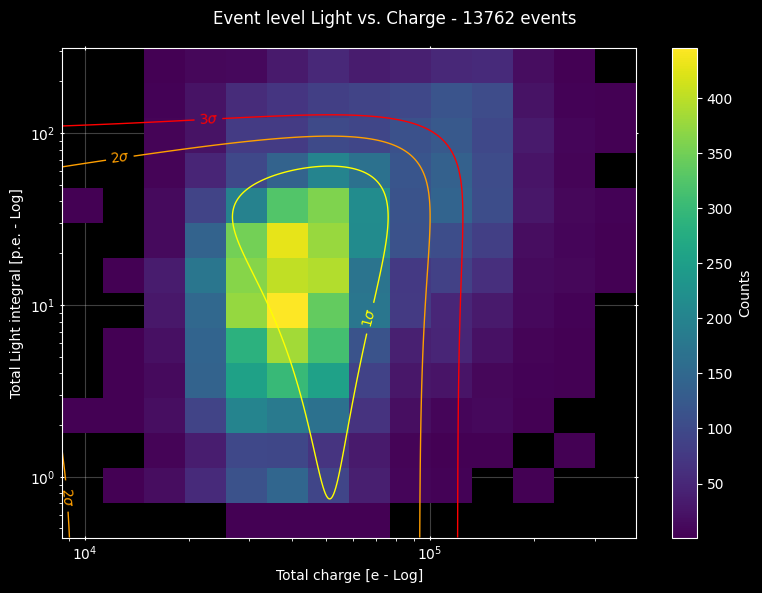 Event level Light vs. Charge - 13762 events
Total Light integral [p.e. - Log]
10²
10¹
10⁰
3σ
2σ
1σ
2σ
10⁴
10⁵
Total charge [e - Log]
400
350
300
250
200
150
100
50
Counts